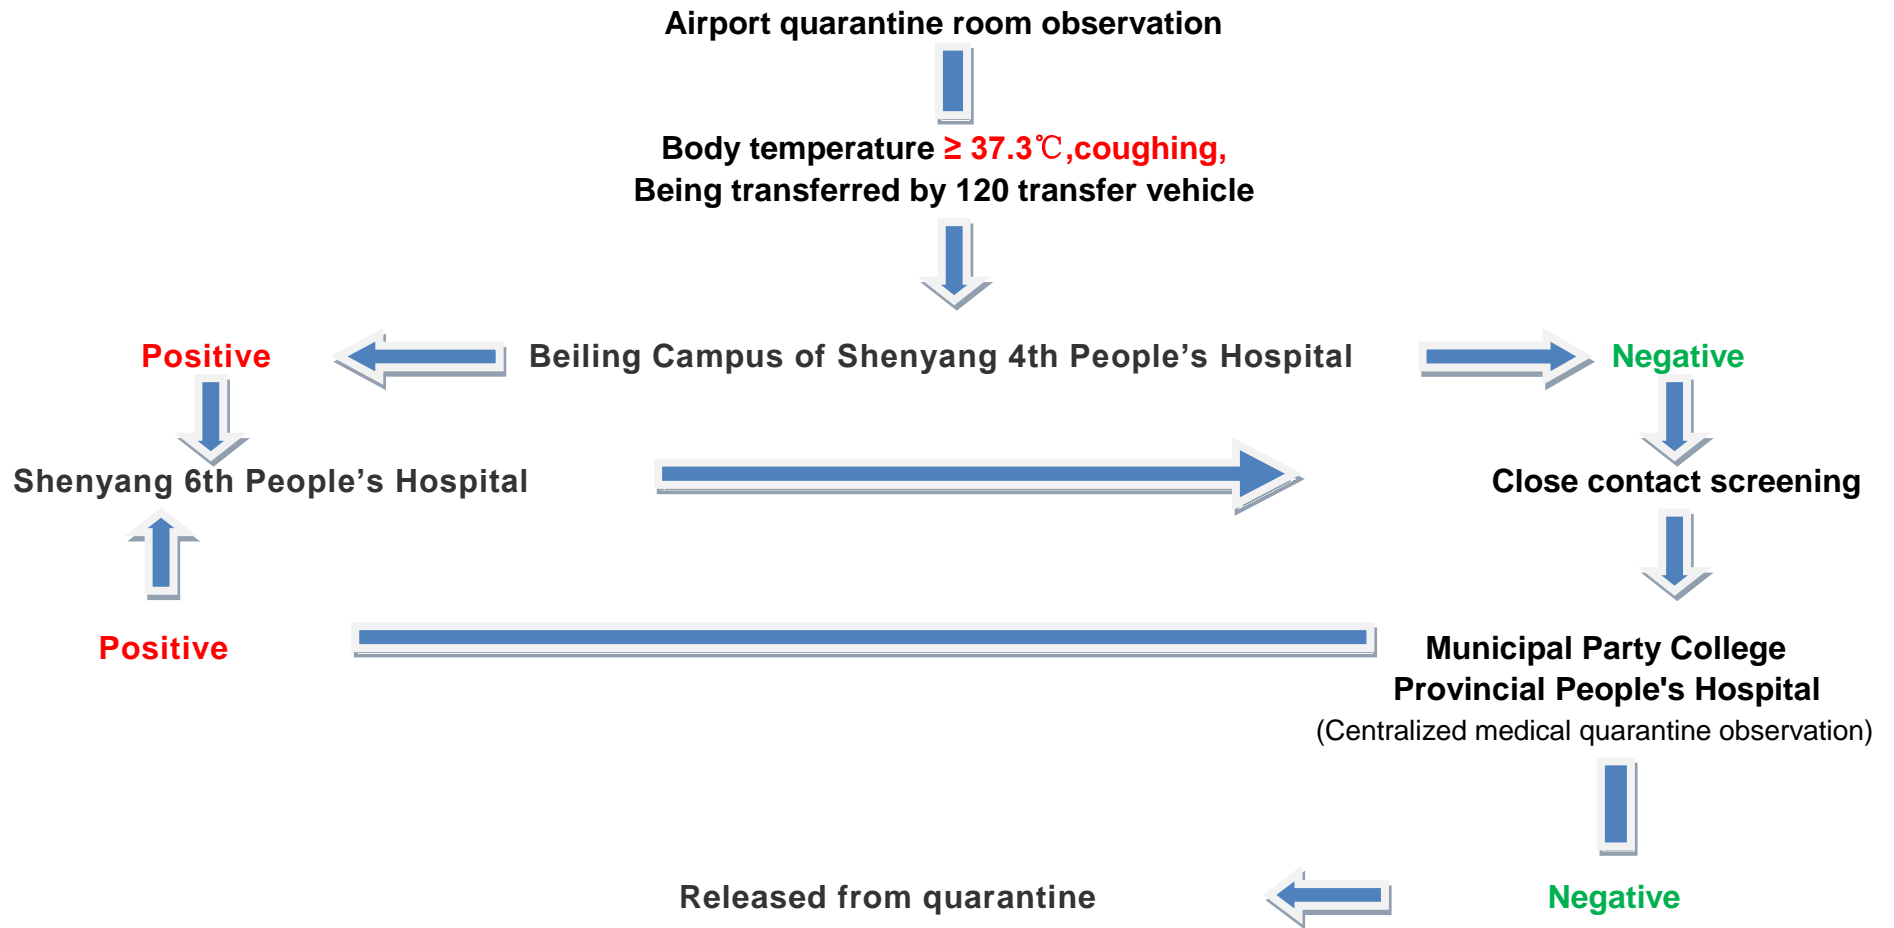 Airport quarantine room observation
Body temperature ≥ 37.3℃,coughing,
Being transferred by 120 transfer vehicle
Positive
Beiling Campus of Shenyang 4th People’s Hospital
Negative
Shenyang 6th People’s Hospital
Close contact screening
Positive
Municipal Party College
Provincial People's Hospital
(Centralized medical quarantine observation)
Released from quarantine
Negative